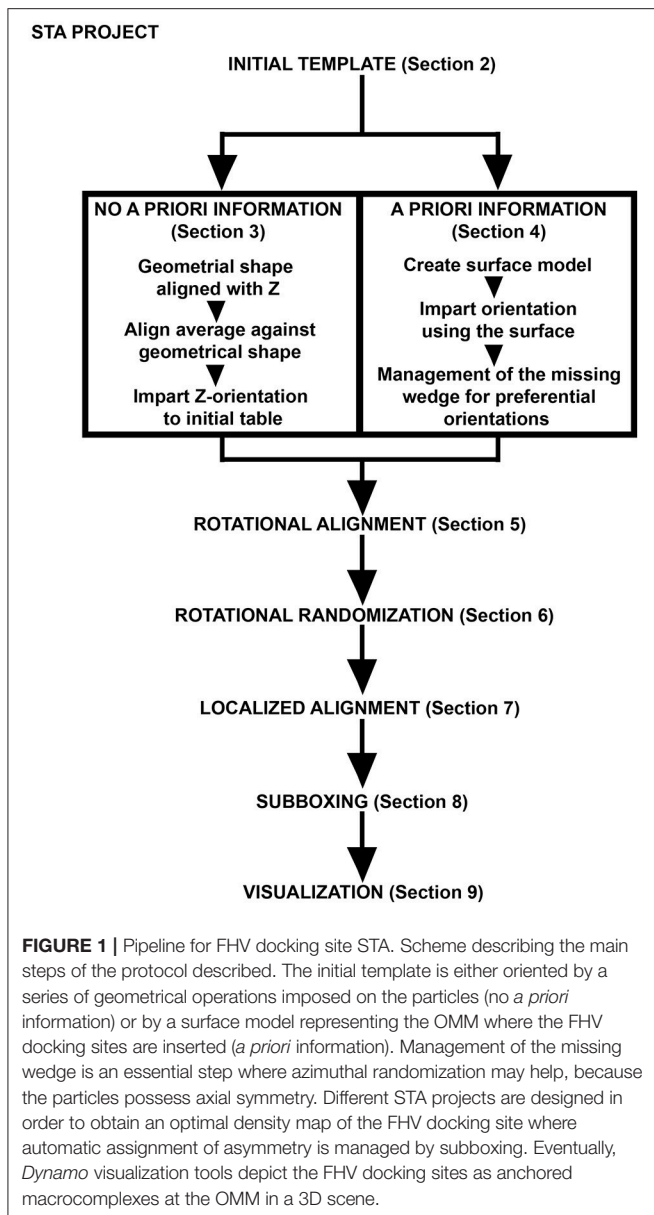 STA PROJECT
INITIAL TEMPLATE (Section 2)
NO A PRIORI INFORMATION
(Section 3)
Geometrial shape
aligned with Z
Align average against
geometrical shape
Impart Z-orientation
to initial table
A PRIORI INFORMATION
(Section 4)
Create surface model
Impart orientation
using the surface
Management of the missing
wedge for preferential
orientations
ROTATIONAL ALIGNMENT (Section 5)
ROTATIONAL RANDOMIZATION (Section 6)
LOCALIZED ALIGNMENT (Section 7)
SUBBOXING (Section 8)
VISUALIZATION (Section 9)
FIGURE 1 | Pipeline for FHV docking site STA. Scheme describing the main
steps of the protocol described. The initial template is either oriented by a
series of geometrical operations imposed on the particles (no a priori
information) or by a surface model representing the OMM where the FHV
docking sites are inserted (a priori information). Management of the missing
wedge is an essential step where azimuthal randomization may help, because
the particles possess axial symmetry. Different STA projects are designed in
order to obtain an optimal density map of the FHV docking site where
automatic assignment of asymmetry is managed by subboxing. Eventually,
Dynamo visualization tools depict the FHV docking sites as anchored
macrocomplexes at the OMM in a 3D scene.